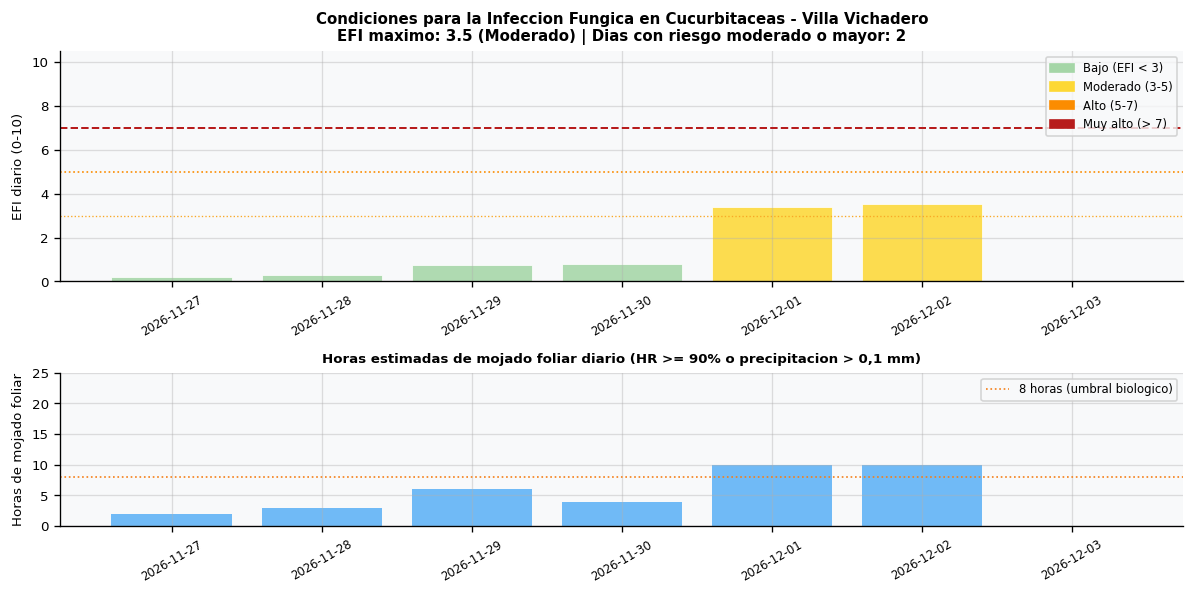 Condiciones para la Infeccion Fungica en Cucurbitaceas - Villa Vichadero
EFI maximo: 3.5 (Moderado) | Dias con riesgo moderado o mayor: 2
EFI diario (0-10)
10
8
6
4
2
0
Bajo (EFI < 3)
Moderado (3-5)
Alto (5-7)
Muy alto (> 7)
2026-11-27
2026-11-28
2026-11-29
2026-11-30
2026-12-01
2026-12-02
2026-12-03
Horas estimadas de mojado foliar diario (HR >= 90% o precipitacion > 0,1 mm)
Horas de mojado foliar
25
20
15
10
5
0
8 horas (umbral biologico)
2026-11-27
2026-11-28
2026-11-29
2026-11-30
2026-12-01
2026-12-02
2026-12-03